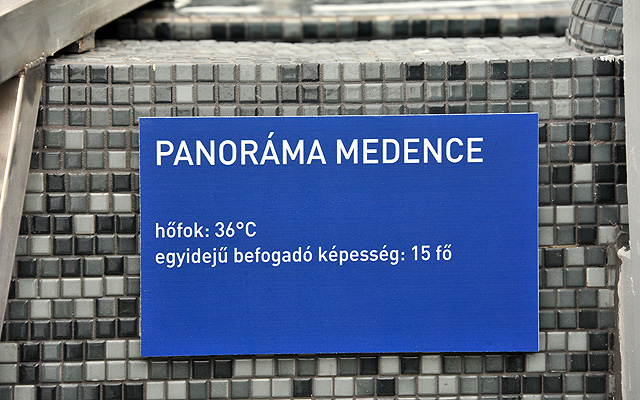 PANORÁMA MEDENCE
hőfok: 36°C
egyidejű befogadó képesség: 15 fő